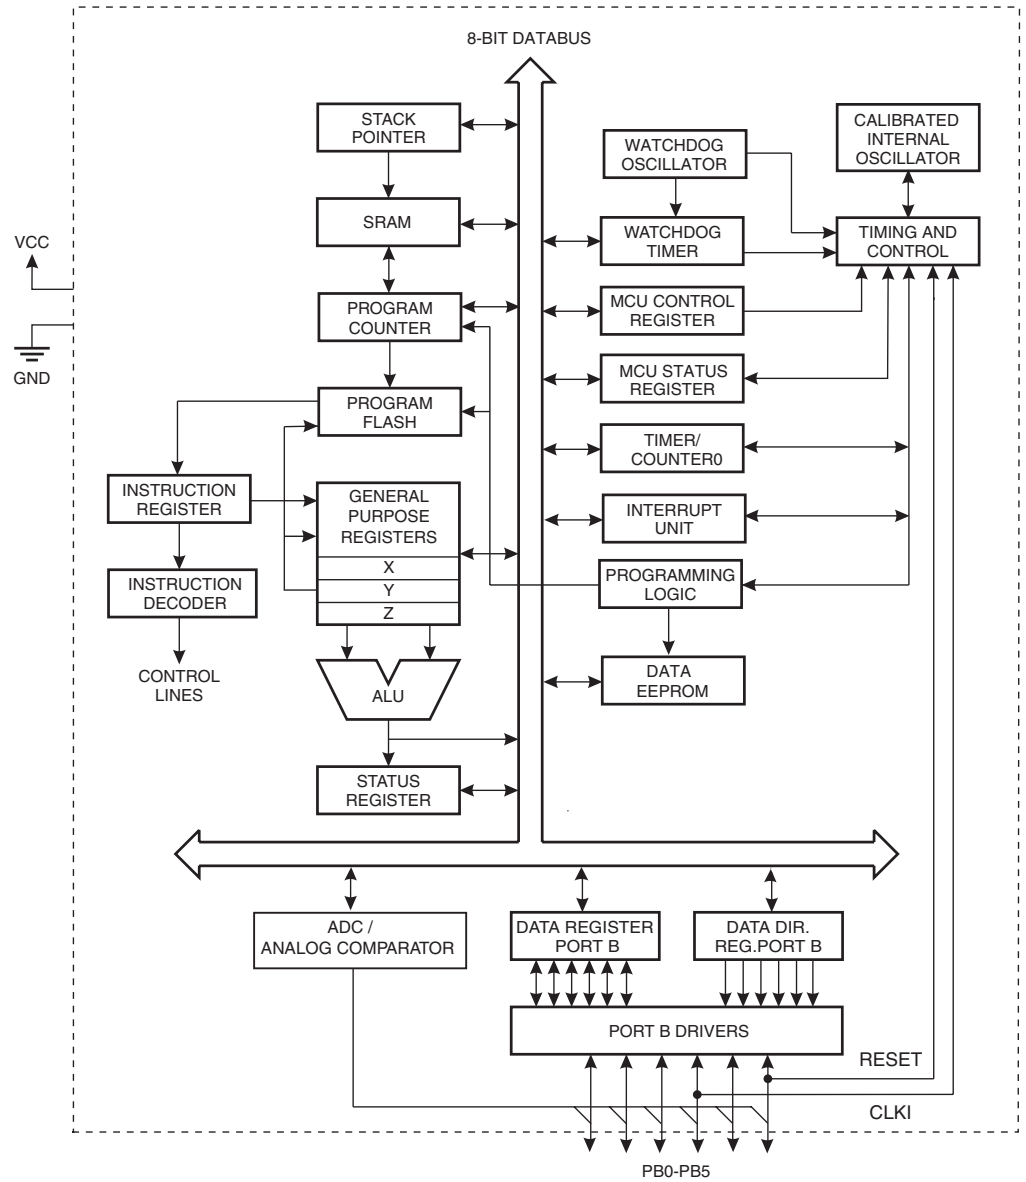 8-BIT DATABUS
STACK
POINTER
WATCHDOG
OSCILLATOR
CALIBRATED
INTERNAL
OSCILLATOR
SRAM
WATCHDOG
TIMER
TIMING AND
CONTROL
VCC
GND
PROGRAM
COUNTER
MCU CONTROL
REGISTER
PROGRAM
FLASH
MCU STATUS
REGISTER
TIMER/
COUNTER0
INSTRUCTION
REGISTER
GENERAL
PURPOSE
REGISTERS
X
Y
Z
INTERRUPT
UNIT
INSTRUCTION
DECODER
PROGRAMMING
LOGIC
CONTROL
LINES
ALU
DATA
EEPROM
STATUS
REGISTER
ADC /
ANALOG COMPARATOR
DATA REGISTER
PORT B
DATA DIR.
REG.PORT B
PORT B DRIVERS
RESET
CLKI
PB0-PB5